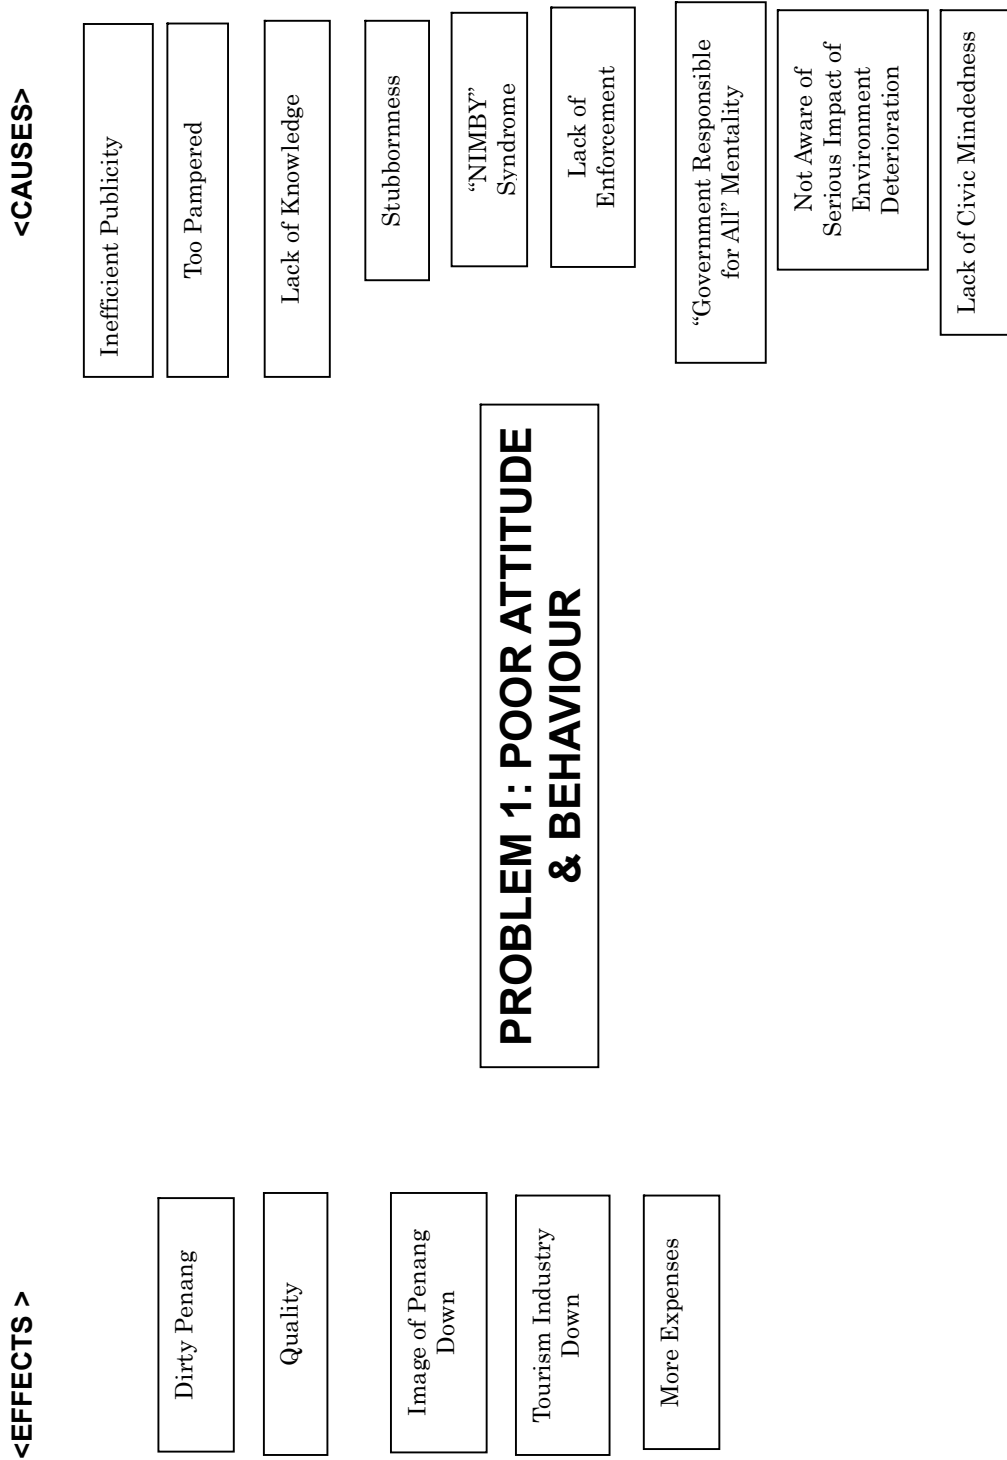 <EFFECTS >
Dirty Penang
Quality
Image of Penang
Down
Tourism Industry
Down
More Expenses
PROBLEM 1: POOR ATTITUDE
& BEHAVIOUR
<CAUSES>
Inefficient Publicity
Too Pampered
Lack of Knowledge
Stubbornness
“NIMBY”
Syndrome
Lack of
Enforcement
“Government Responsible
for All” Mentality
Not Aware of
Serious Impact of
Environment
Deterioration
Lack of Civic Mindedness